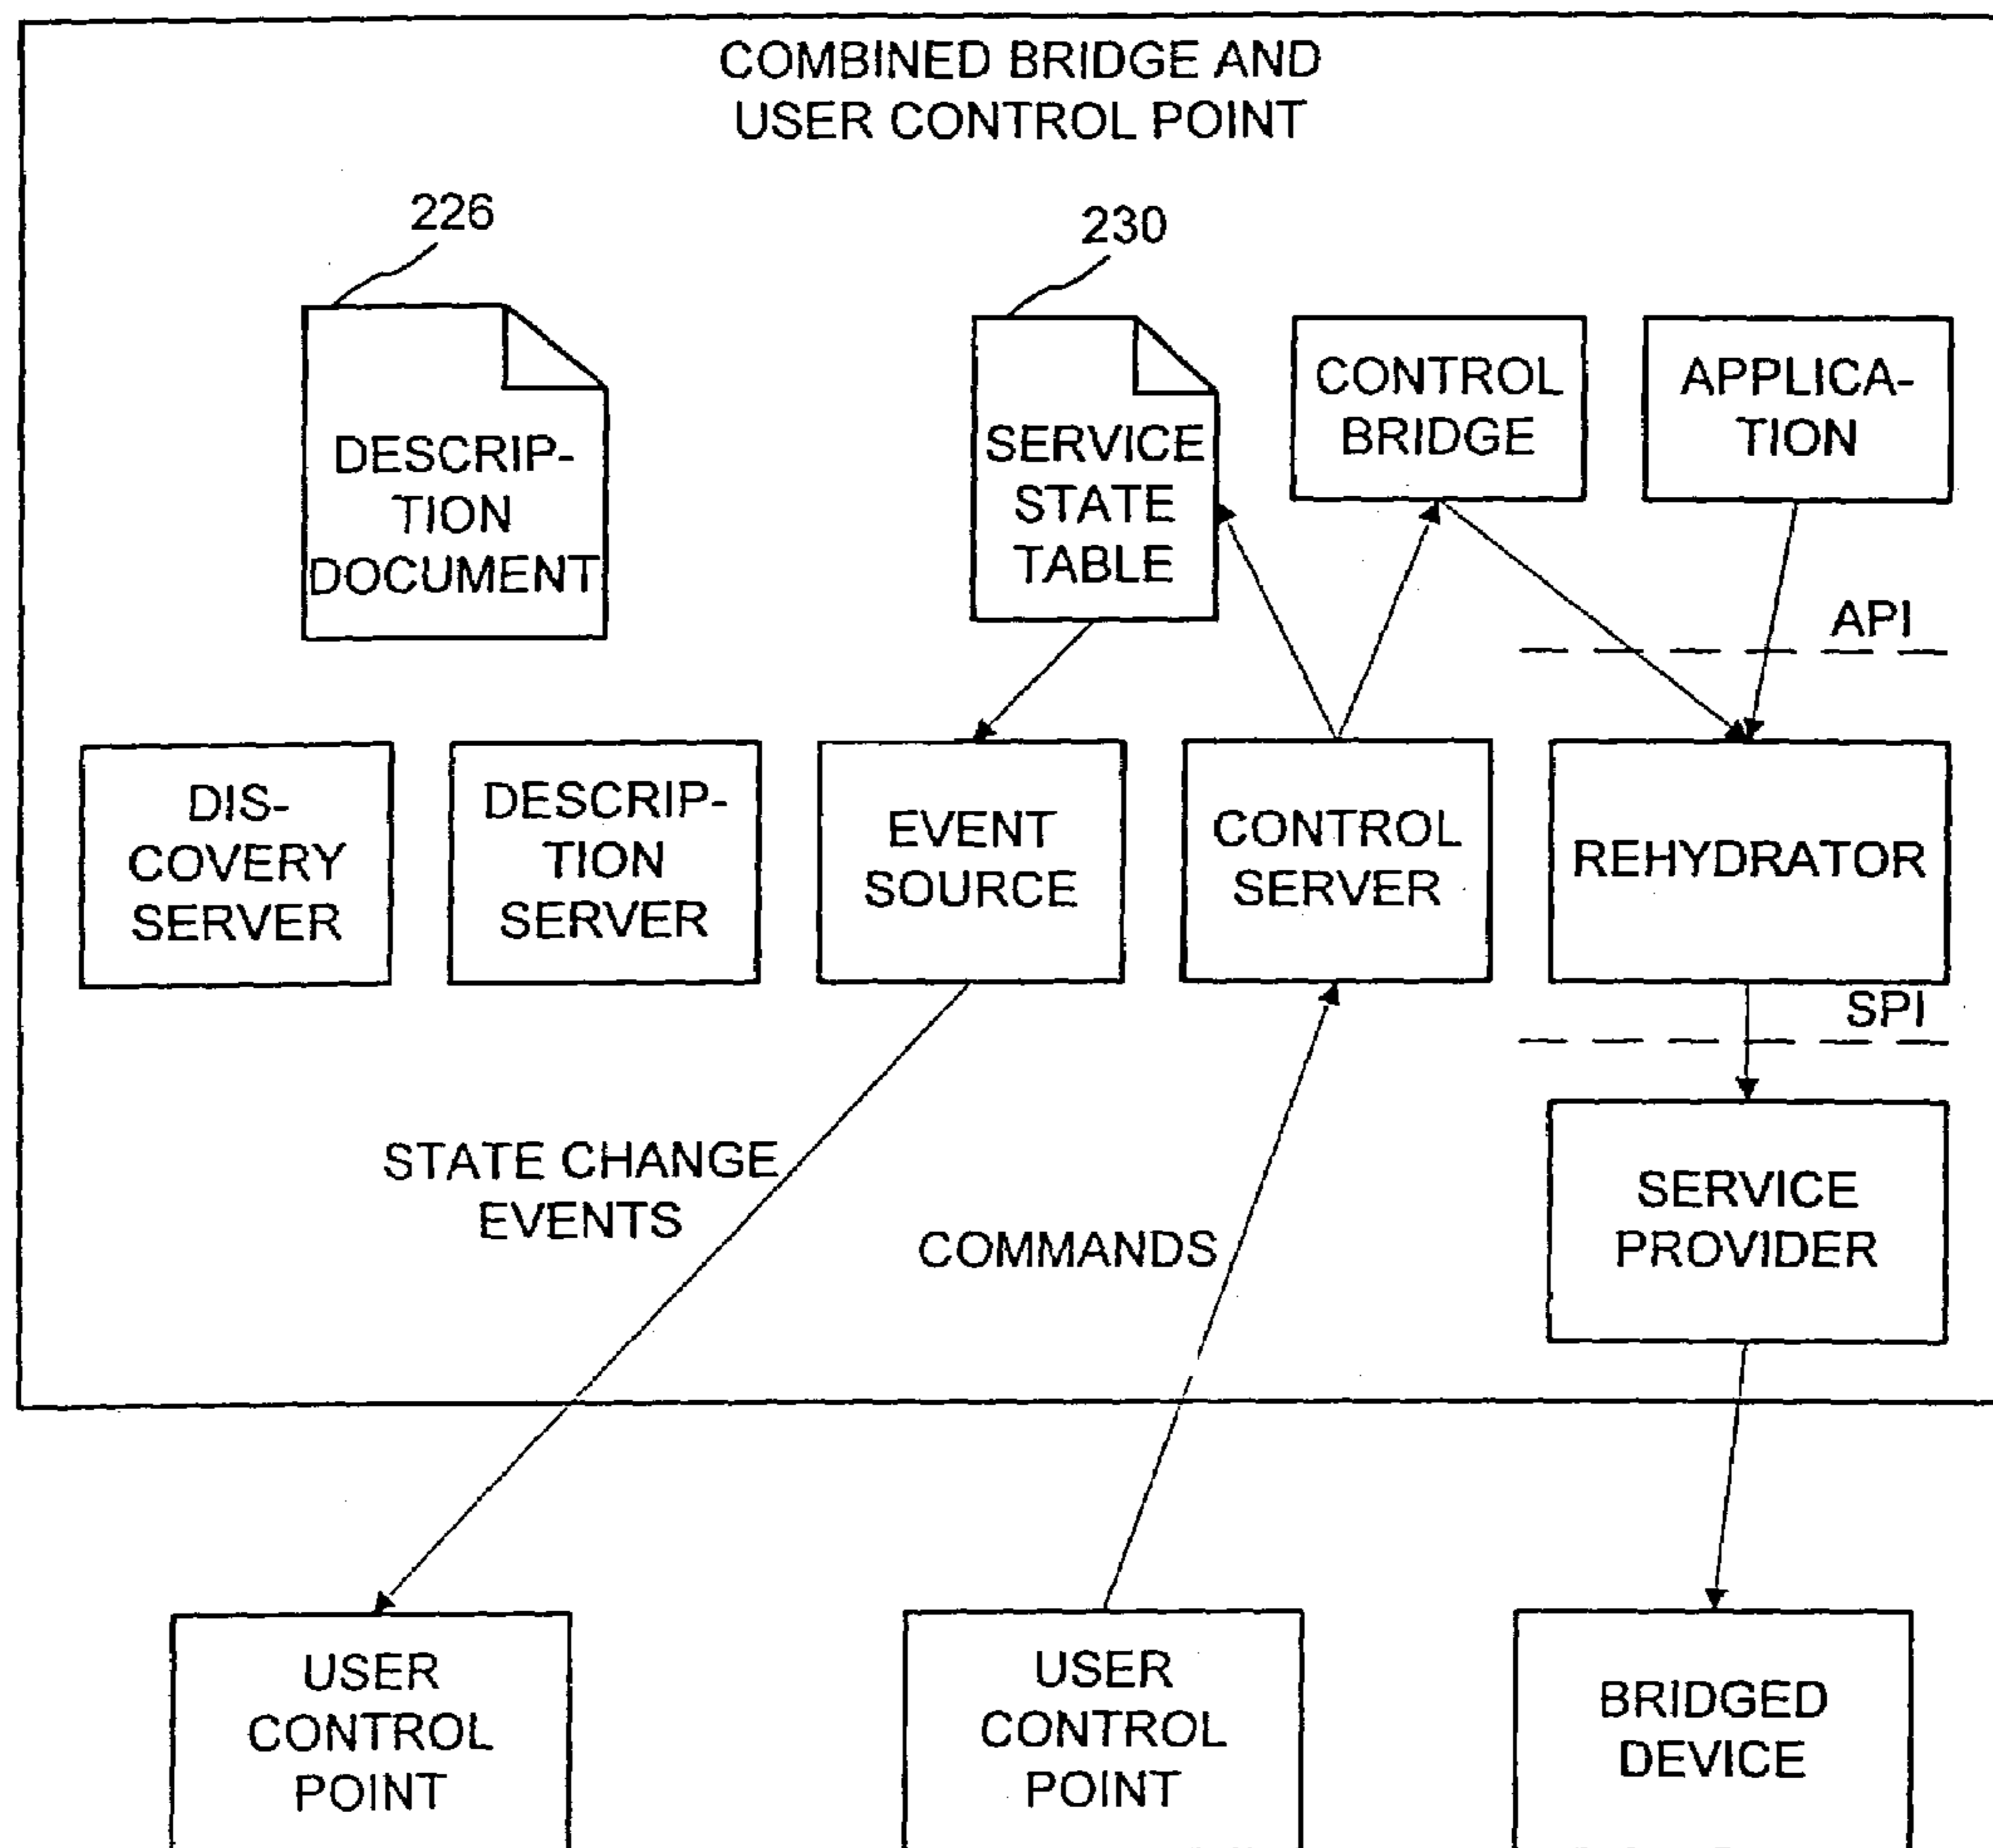 COMBINED BRIDGE AND
USER CONTROL POINT
226
230
DESCRIP-
TION
DOCUMENT
SERVICE
STATE
TABLE
CONTROL
BRIDGE
APPLICA-
TION
API
DIS-
COVERY
SERVER
DESCRIP-
TION
SERVER
EVENT
SOURCE
CONTROL
SERVER
REHYDRATOR
SPI
STATE CHANGE
EVENTS
COMMANDS
SERVICE
PROVIDER
USER
CONTROL
POINT
USER
CONTROL
POINT
BRIDGED
DEVICE